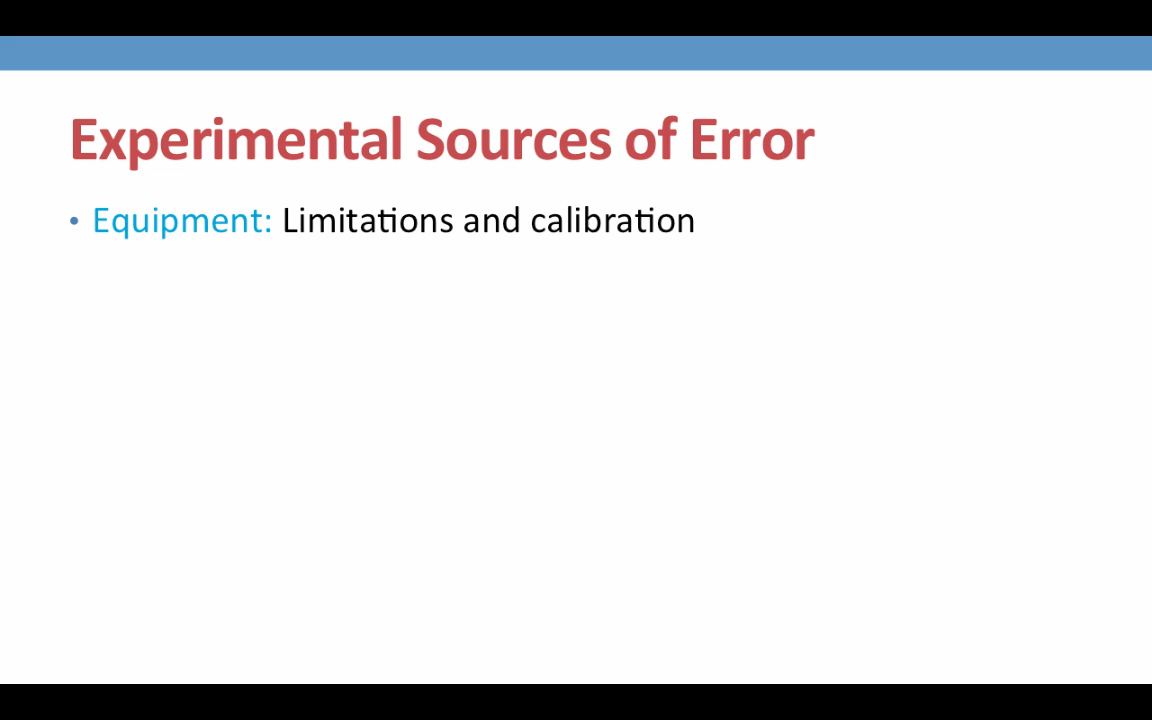 Experimental Sources of Error
• Equipment: Limitations and calibration